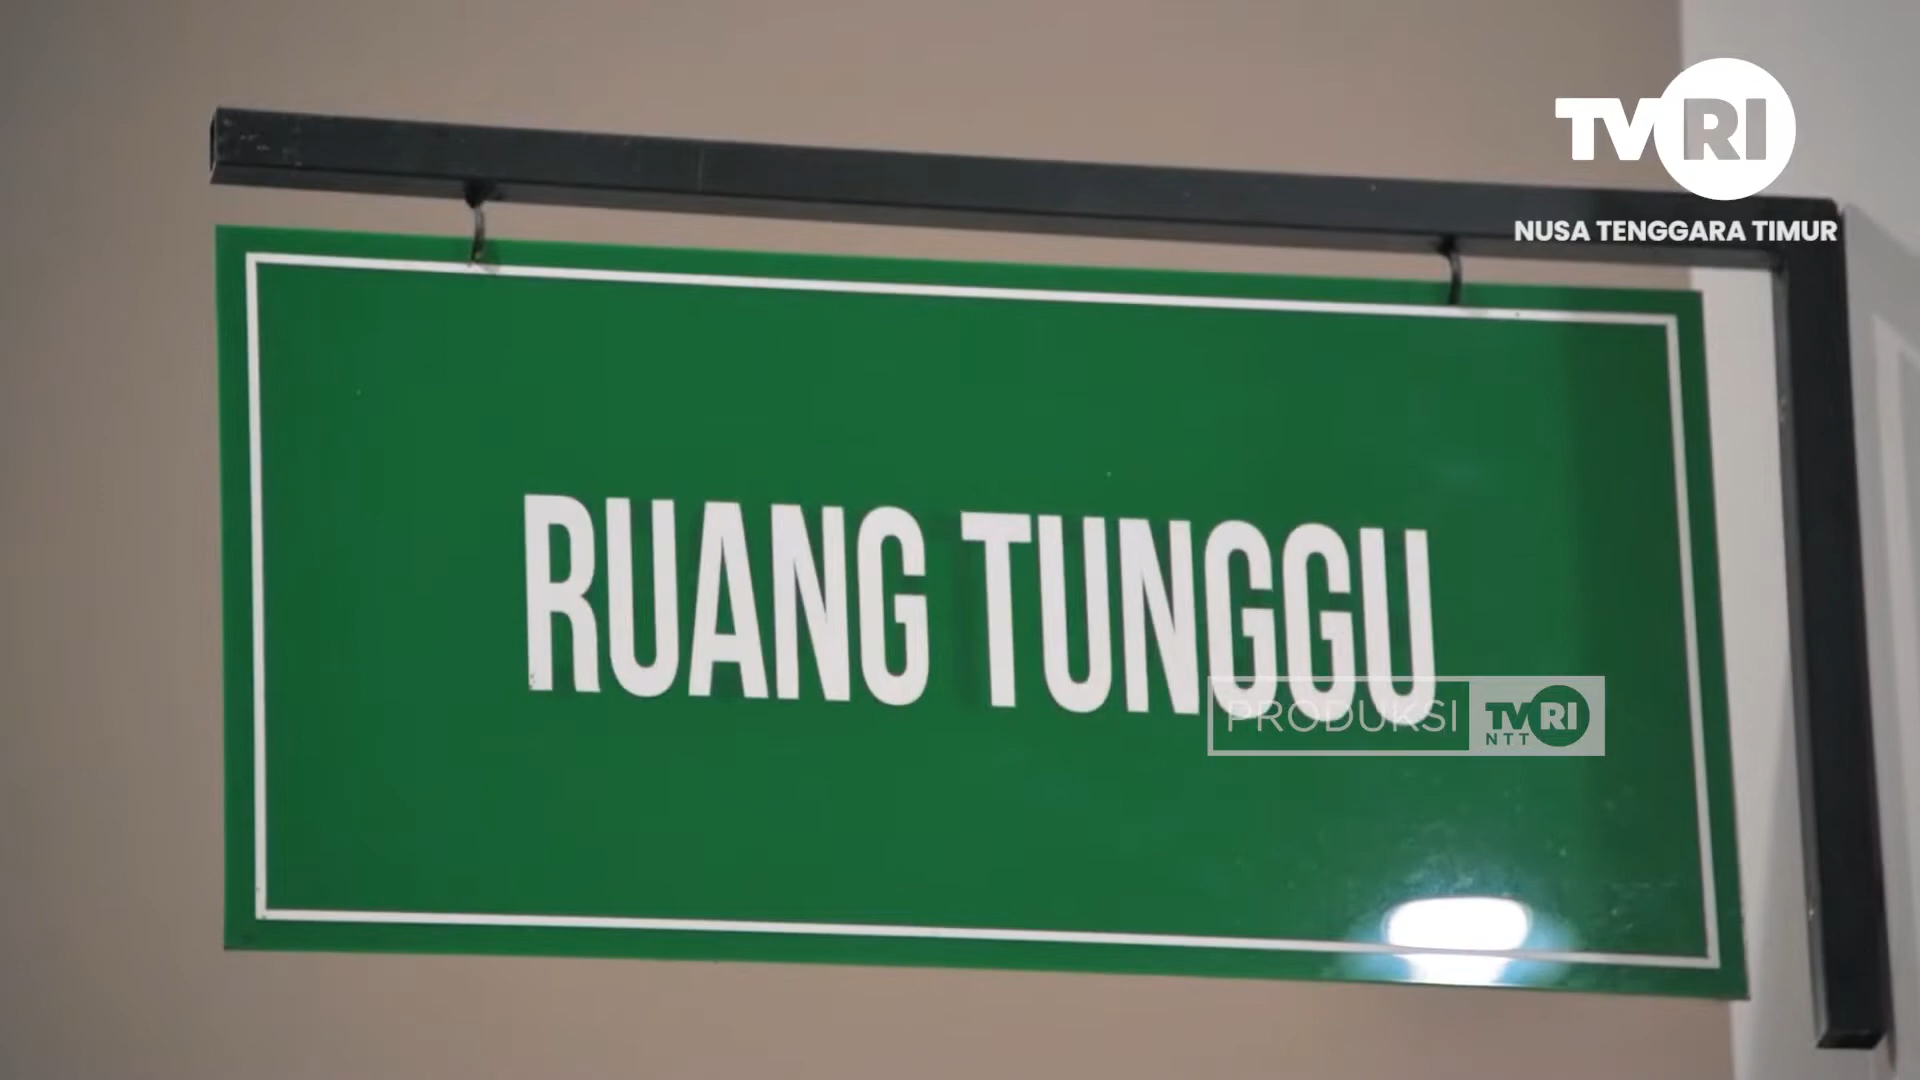 TVRI
NUSA TENGGARA TIMUR
RUANG TUNGGU
PRODUKSI TVRI
NTT